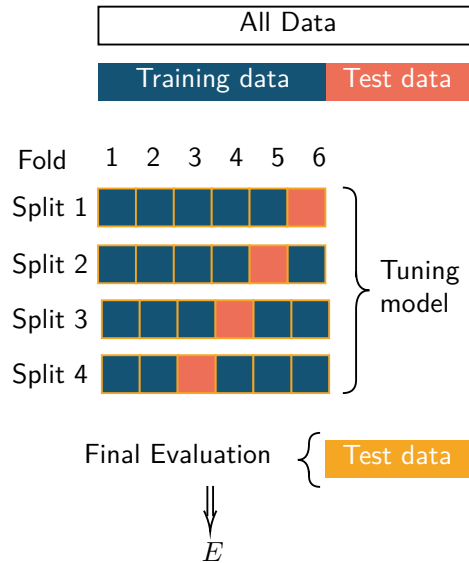 All Data
Training data Test data
Fold 1 2 3 4 5 6
Split 1
Split 2
Split 3
Split 4
Tuning
model
Final Evaluation
Test data
E